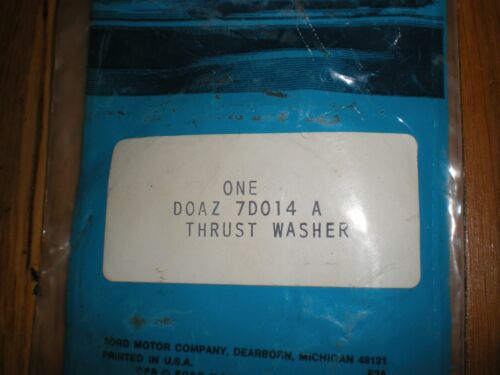 ONE
DOAZ 7D014 A
THRUST WASHER
FORD MOTOR COMPANY, DEARBORN, MICHIGAN 48121
PRINTED IN U.S.A.